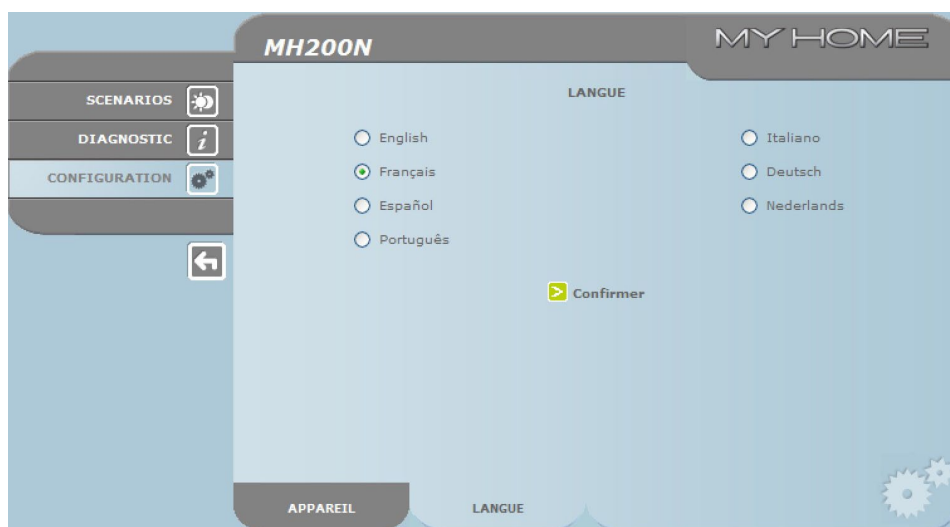 MH200N
MY HOME
SCENARIOS
DIAGNOSTIC
CONFIGURATION
LANGUE
English
Italiano
Français
Deutsch
Español
Nederlands
Português
Confirmer
APPAREIL
LANGUE